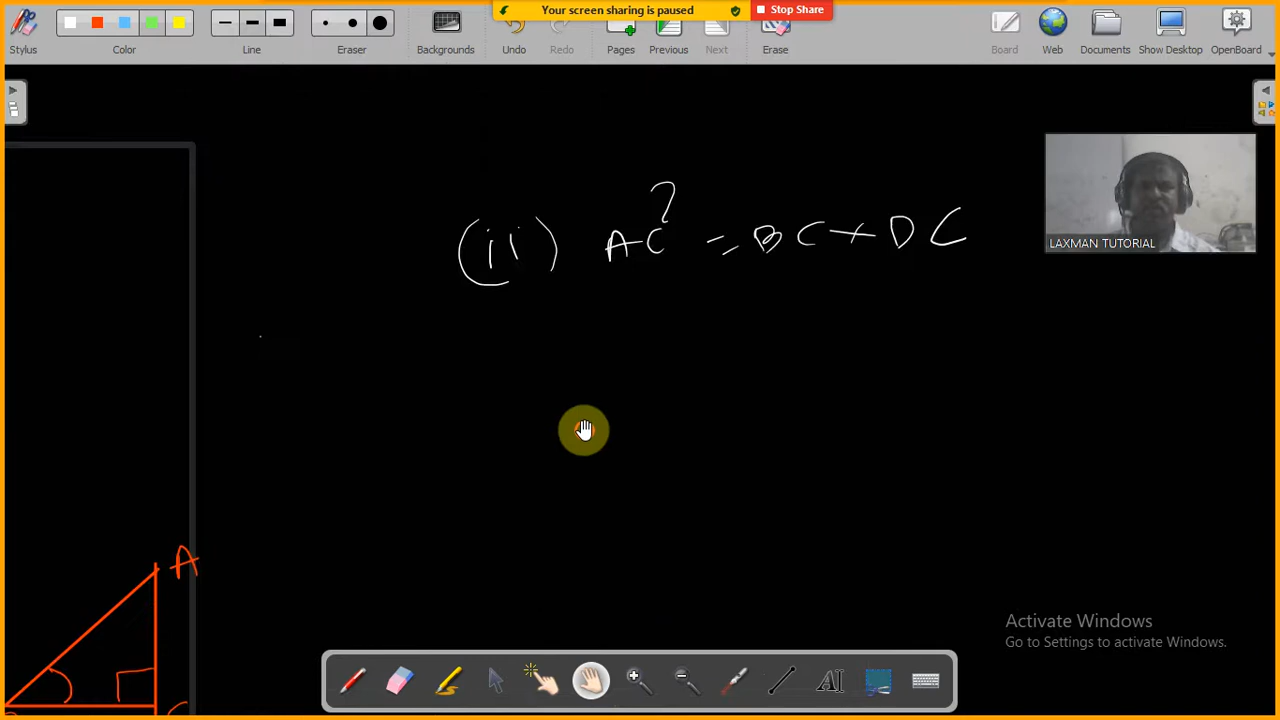 Your screen sharing is paused
Stop Share
Stylus
Color
Line
Eraser
Backgrounds
Undo
Redo
Pages
Previous
Next
Erase
Board
Web
Documents
Show Desktop
OpenBoard
LAXMAN TUTORIAL
(ii) AC² = BC × DC
A
Activate Windows
Go to Settings to activate Windows.
AI